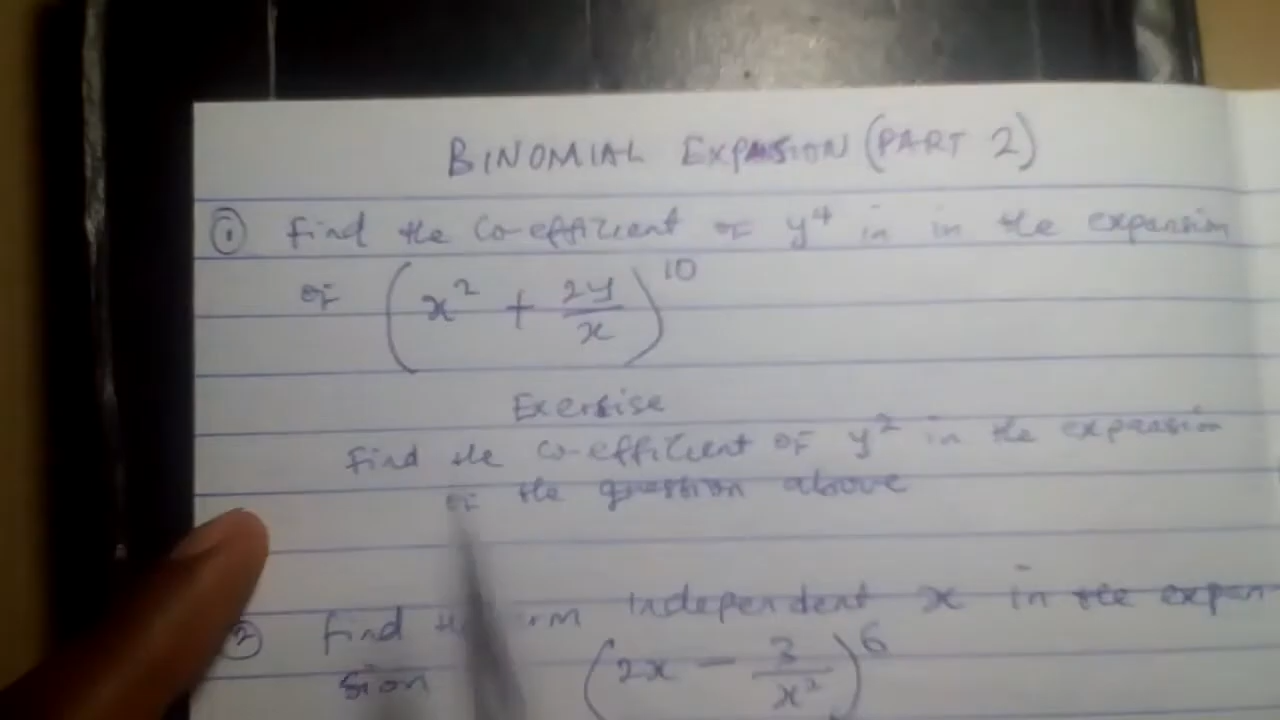 BINOMIAL EXPANSION (PART 2)
① find the co-efficient of y⁴ in in the expansion
of (x² + 2y/x)¹⁰
Exercise
find the co-efficient of y² in the expansion
of the question above
② find independent x in the expan
sion (2x - 3/x²)⁶